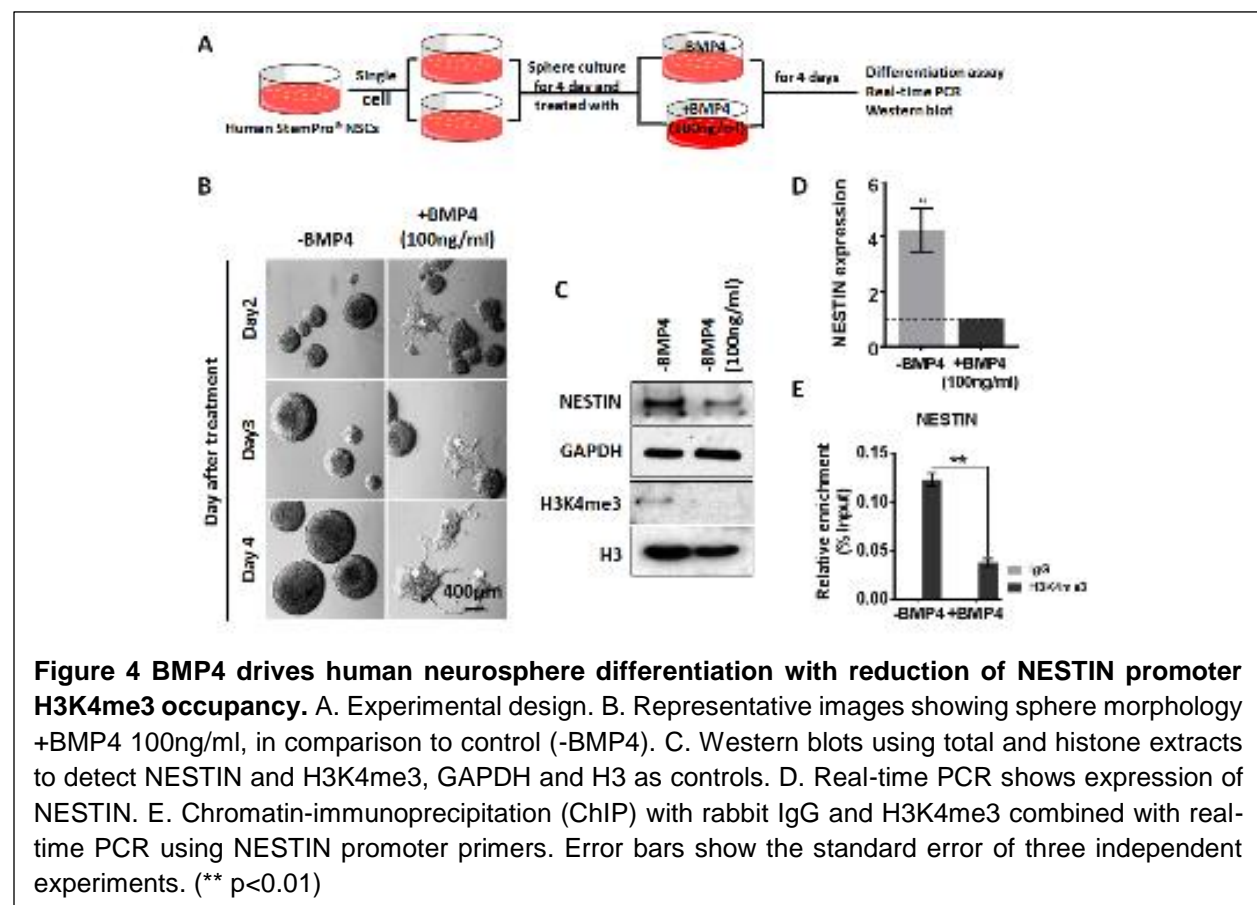 A
Human StemPro® NSCs
Single
cell
Sphere culture
for 4 day and
treated with
-BMP4
+BMP4
(100ng/ml)
for 4 days
Differentiation assay
Real-time PCR
Western blot
B
-BMP4
+BMP4
(100ng/ml)
Day after treatment
Day2
Day3
Day 4
400μm
C
-BMP4
-BMP4
(100ng/ml)
NESTIN
GAPDH
H3K4me3
H3
D
NESTIN expression
6
4
2
0
**
-BMP4
+BMP4
(100ng/ml)
E
NESTIN
Relative enrichment
(% Input)
0.15
0.10
0.05
0.00
**
-BMP4 +BMP4
IgG
H3K4me3
Figure 4 BMP4 drives human neurosphere differentiation with reduction of NESTIN promoter
H3K4me3 occupancy. A. Experimental design. B. Representative images showing sphere morphology
+BMP4 100ng/ml, in comparison to control (-BMP4). C. Western blots using total and histone extracts
to detect NESTIN and H3K4me3, GAPDH and H3 as controls. D. Real-time PCR shows expression of
NESTIN. E. Chromatin-immunoprecipitation (ChIP) with rabbit IgG and H3K4me3 combined with real-
time PCR using NESTIN promoter primers. Error bars show the standard error of three independent
experiments. (** p<0.01)